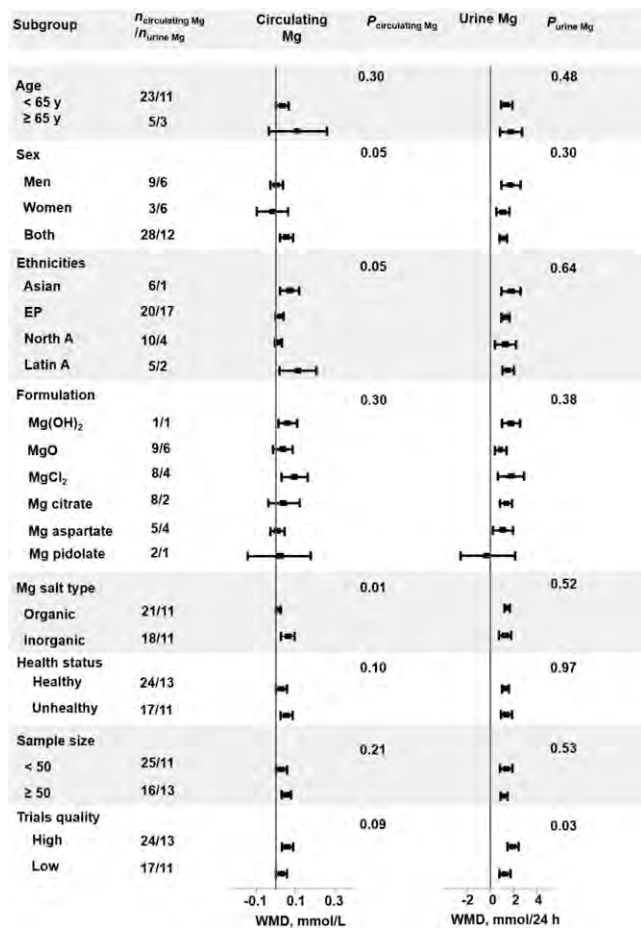 Subgroup n circulating Mg /n urine Mg Circulating Mg P circulating Mg Urine Mg P urine Mg
Age 0.30 0.48
< 65 y 23/11
≥ 65 y 5/3
Sex 0.05 0.30
Men 9/6
Women 3/6
Both 28/12
Ethnicities 0.05 0.64
Asian 6/1
EP 20/17
North A 10/4
Latin A 5/2
Formulation 0.30 0.38
Mg(OH)2 1/1
MgO 9/6
MgCl2 8/4
Mg citrate 8/2
Mg aspartate 5/4
Mg pidolate 2/1
Mg salt type 0.01 0.52
Organic 21/11
Inorganic 18/11
Health status 0.10 0.97
Healthy 24/13
Unhealthy 17/11
Sample size 0.21 0.53
< 50 25/11
≥ 50 16/13
Trials quality 0.09 0.03
High 24/13
Low 17/11
-0.1 0.1 0.3 -2 0 2 4
WMD, mmol/L WMD, mmol/24 h